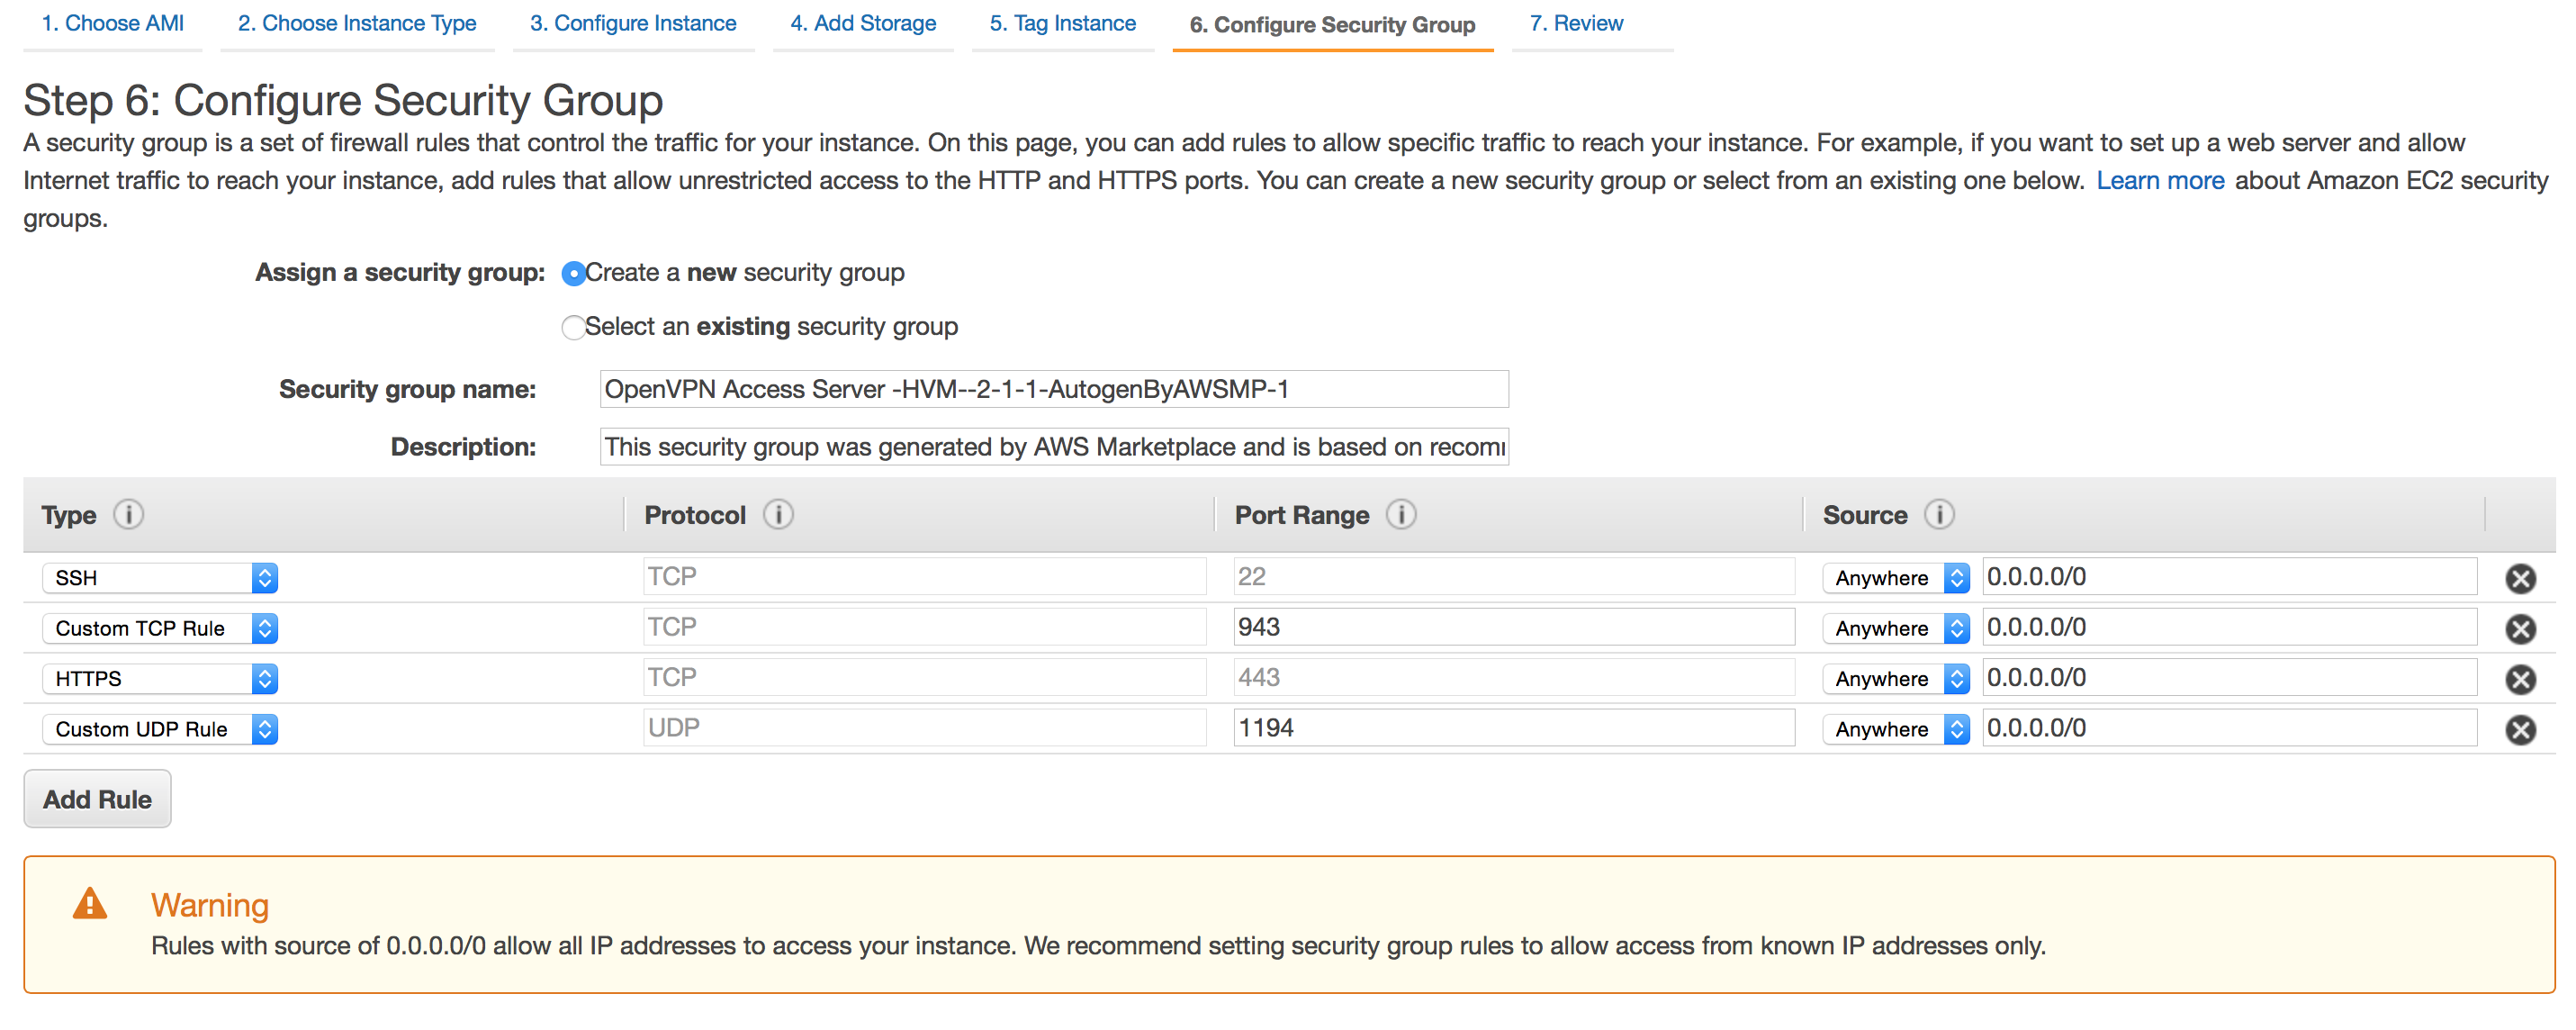 1. Choose AMI 2. Choose Instance Type 3. Configure Instance 4. Add Storage 5. Tag Instance 6. Configure Security Group 7. Review
Step 6: Configure Security Group
A security group is a set of firewall rules that control the traffic for your instance. On this page, you can add rules to allow specific traffic to reach your instance. For example, if you want to set up a web server and allow
Internet traffic to reach your instance, add rules that allow unrestricted access to the HTTP and HTTPS ports. You can create a new security group or select from an existing one below. Learn more about Amazon EC2 security
groups.
Assign a security group: Create a new security group
Select an existing security group
Security group name: OpenVPN Access Server -HVM--2-1-1-AutogenByAWSMP-1
Description: This security group was generated by AWS Marketplace and is based on
Type i Protocol i Port Range i Source i
SSH TCP 22 Anywhere 0.0.0.0/0
Custom TCP Rule TCP 943 Anywhere 0.0.0.0/0
HTTPS TCP 443 Anywhere 0.0.0.0/0
Custom UDP Rule UDP 1194 Anywhere 0.0.0.0/0
Add Rule
Warning
Rules with source of 0.0.0.0/0 allow all IP addresses to access your instance. We recommend setting security group rules to allow access from known IP addresses only.